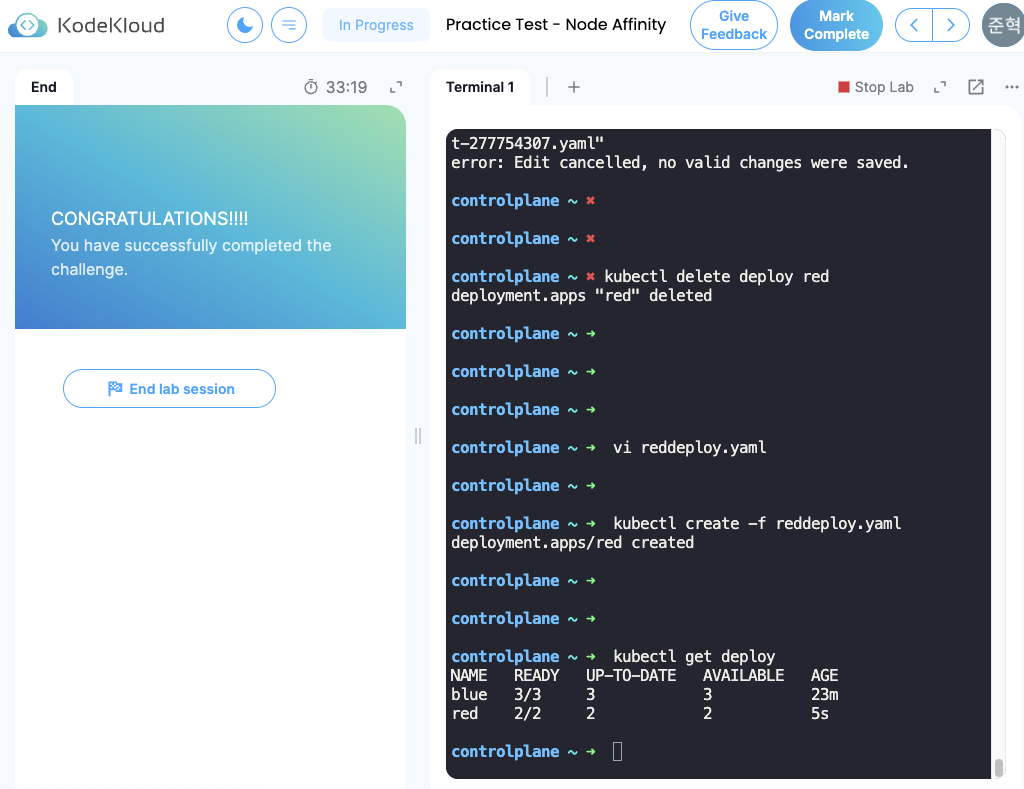 KodeKloud
In Progress
Practice Test - Node Affinity
Give
Feedback
Mark
Complete
준혁
End
33:19
Terminal 1
+
Stop Lab
CONGRATULATIONS!!!!
You have successfully completed the
challenge.
End lab session
t-277754307.yaml"
error: Edit cancelled, no valid changes were saved.
controlplane ~ ✖
controlplane ~ ✖
controlplane ~ ✖ kubectl delete deploy red
deployment.apps "red" deleted
controlplane ~ ➜
controlplane ~ ➜
controlplane ~ ➜
controlplane ~ ➜ vi reddeploy.yaml
controlplane ~ ➜
controlplane ~ ➜ kubectl create -f reddeploy.yaml
deployment.apps/red created
controlplane ~ ➜
controlplane ~ ➜
controlplane ~ ➜ kubectl get deploy
NAME READY UP-TO-DATE AVAILABLE AGE
blue 3/3 3 3 23m
red 2/2 2 2 5s
controlplane ~ ➜